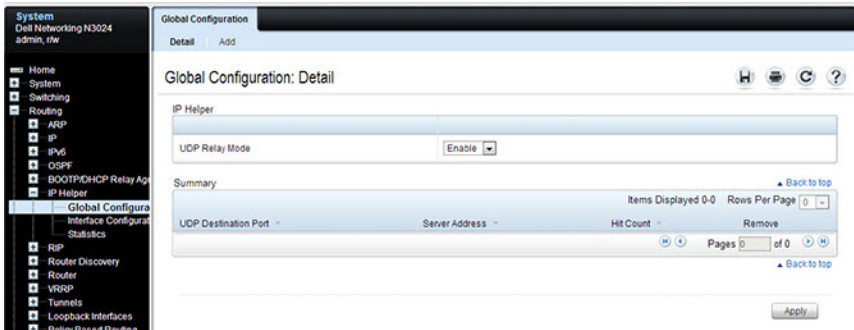 System
Dell Networking N3024
admin, r/w
Home
System
Switching
Routing
ARP
IP
IPv6
OSPF
BOOTP/DHCP Relay Age
IP Helper
Global Configura
Interface Configurat
Statistics
RIP
Router Discovery
Router
VRRP
Tunnels
Loopback Interfaces
Policy Based Routing
Global Configuration
Detail Add
Global Configuration: Detail
IP Helper
UDP Relay Mode Enable
Summary ▲ Back to top
Items Displayed 0-0 Rows Per Page 0
UDP Destination Port Server Address Hit Count Remove
Pages 0 of 0
▲ Back to top
Apply